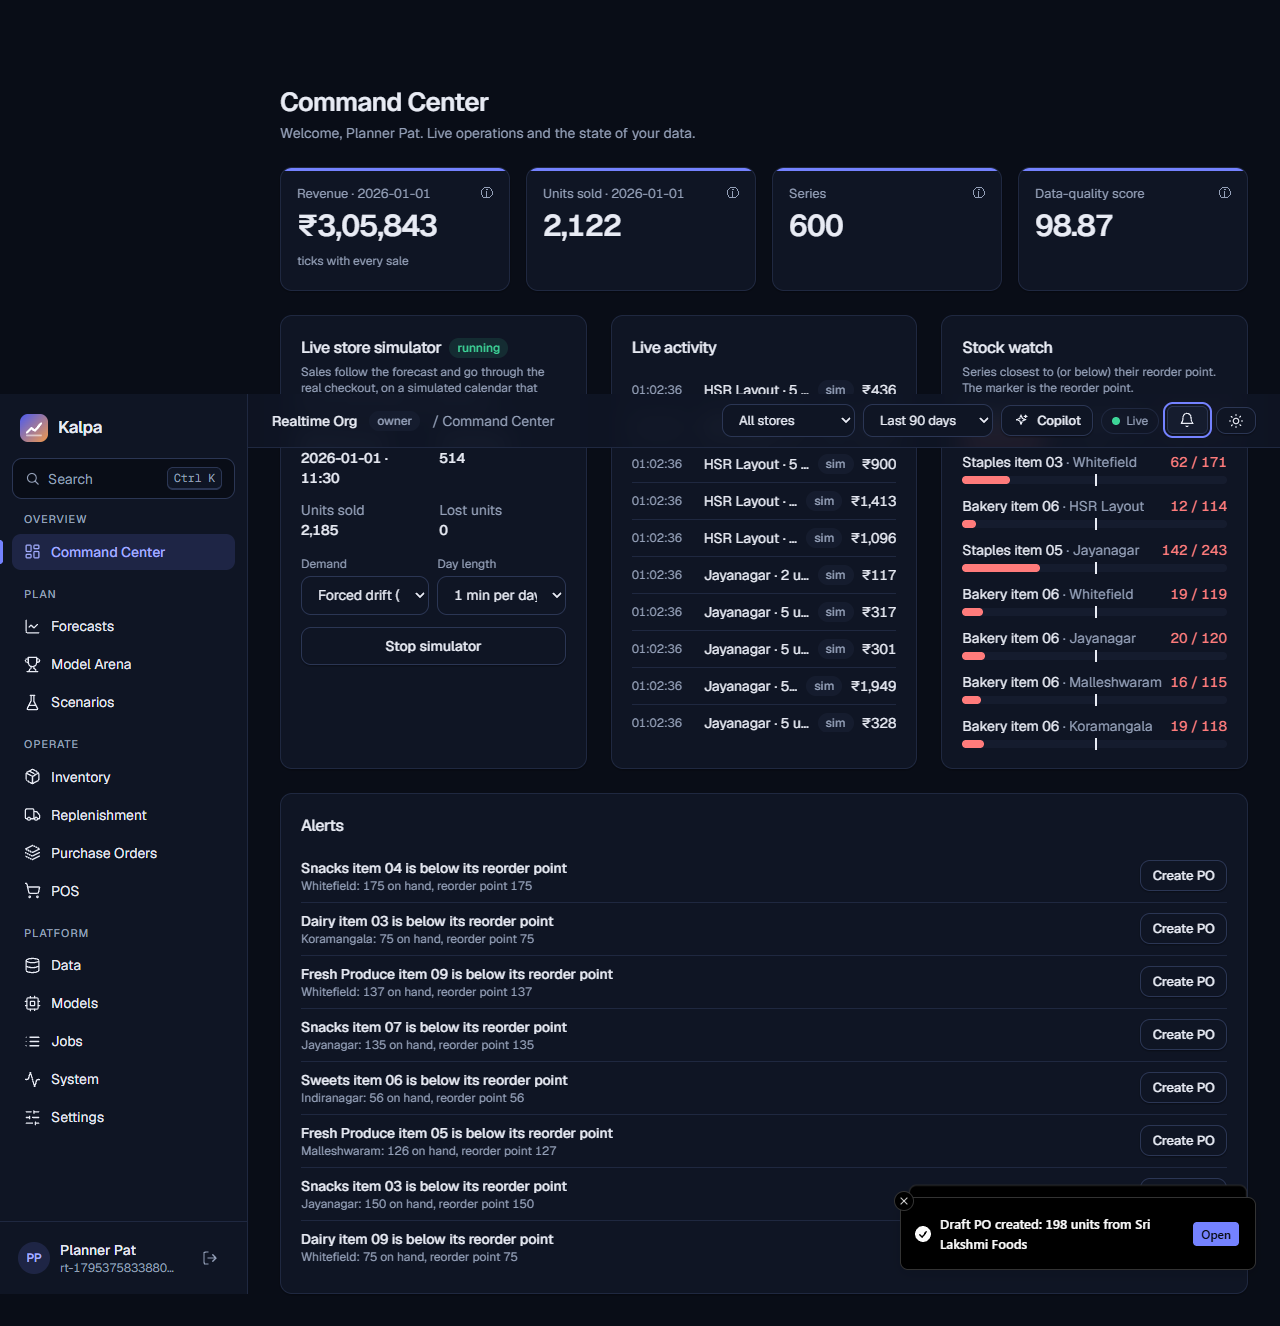 Command Center
Welcome, Planner Pat. Live operations and the state of your data.
Revenue · 2026-01-01
₹3,05,843
ticks with every sale
Units sold · 2026-01-01
2,122
Series
600
Data-quality score
98.87
Live store simulator running
Sales follow the forecast and go through the
real checkout, on a simulated calendar that
Live activity
01:02:36 HSR Layout · 5 ... sim ₹436
Stock watch
Series closest to (or below) their reorder point.
The marker is the reorder point.
Kalpa
Search Ctrl K
OVERVIEW
Command Center
PLAN
Forecasts
Model Arena
Scenarios
OPERATE
Inventory
Replenishment
Purchase Orders
POS
PLATFORM
Data
Models
Jobs
System
Settings
PP
Planner Pat
rt-1795375833880...
Realtime Org owner / Command Center
All stores
Last 90 days
Copilot
Live
2026-01-01 ·
11:30
514
Units sold
2,185
Lost units
0
Demand
Forced drift (
Day length
1 min per day
Stop simulator
01:02:36 HSR Layout · 5 ... sim ₹900
01:02:36 HSR Layout · ... sim ₹1,413
01:02:36 HSR Layout · ... sim ₹1,096
01:02:36 Jayanagar · 2 u... sim ₹117
01:02:36 Jayanagar · 5 u... sim ₹317
01:02:36 Jayanagar · 5 u... sim ₹301
01:02:36 Jayanagar · 5... sim ₹1,949
01:02:36 Jayanagar · 5 u... sim ₹328
Staples item 03 · Whitefield 62 / 171
Bakery item 06 · HSR Layout 12 / 114
Staples item 05 · Jayanagar 142 / 243
Bakery item 06 · Whitefield 19 / 119
Bakery item 06 · Jayanagar 20 / 120
Bakery item 06 · Malleshwaram 16 / 115
Bakery item 06 · Koramangala 19 / 118
Alerts
Snacks item 04 is below its reorder point
Whitefield: 175 on hand, reorder point 175
Create PO
Dairy item 03 is below its reorder point
Koramangala: 75 on hand, reorder point 75
Create PO
Fresh Produce item 09 is below its reorder point
Whitefield: 137 on hand, reorder point 137
Create PO
Snacks item 07 is below its reorder point
Jayanagar: 135 on hand, reorder point 135
Create PO
Sweets item 06 is below its reorder point
Indiranagar: 56 on hand, reorder point 56
Create PO
Fresh Produce item 05 is below its reorder point
Malleshwaram: 126 on hand, reorder point 127
Create PO
Snacks item 03 is below its reorder point
Jayanagar: 150 on hand, reorder point 150
Dairy item 09 is below its reorder point
Whitefield: 75 on hand, reorder point 75
Draft PO created: 198 units from Sri
Lakshmi Foods
Open